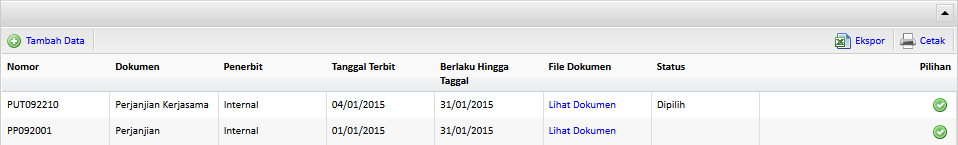 Tambah Data Ekspor Cetak
Nomor Dokumen Penerbit Tanggal Terbit Berlaku Hingga Taggal File Dokumen Status Pilihan
PUT092210 Perjanjian Kerjasama Internal 04/01/2015 31/01/2015 Lihat Dokumen Dipilih
PP092001 Perjanjian Internal 01/01/2015 31/01/2015 Lihat Dokumen